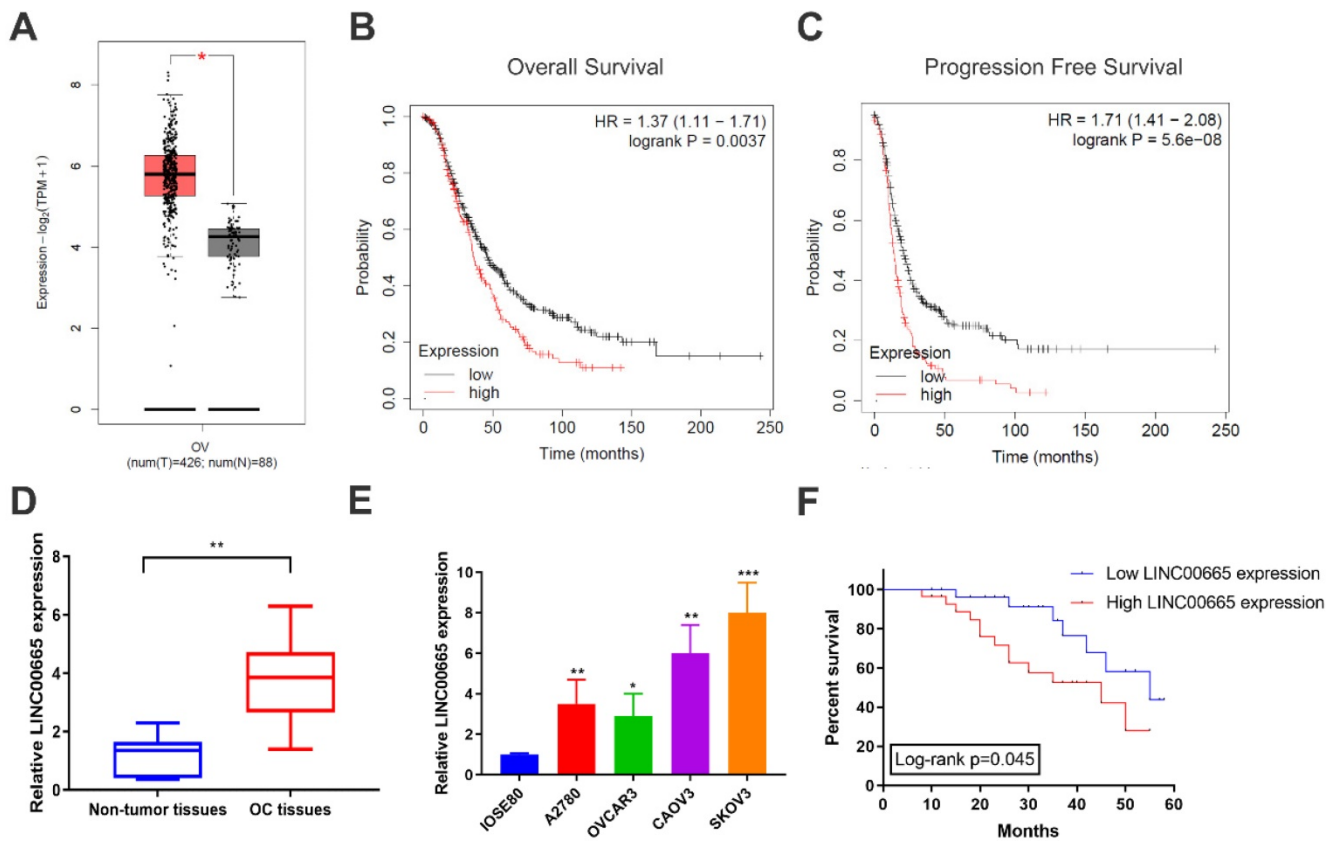 A
*
Expression − log₂(TPM + 1)
8
6
4
2
0
OV
(num(T)=426; num(N)=88)
B
Overall Survival
HR = 1.37 (1.11 − 1.71)
logrank P = 0.0037
Probability
1.0
0.8
0.6
0.4
0.2
0.0
Expression
low
high
0 50 100 150 200 250
Time (months)
C
Progression Free Survival
HR = 1.71 (1.41 − 2.08)
logrank P = 5.6e−08
Probability
0.8
0.6
0.4
0.2
0.0
Expression
low
high
0 50 100 150 200 250
Time (months)
D
Relative LINC00665 expression
8
6
4
2
0
**
Non-tumor tissues OC tissues
E
Relative LINC00665 expression
10
8
6
4
2
0
** * ** ***
IOSE80 A2780 OVCAR3 CAOV3 SKOV3
F
Low LINC00665 expression
High LINC00665 expression
Percent survival
100
80
60
40
20
Log-rank p=0.045
0 10 20 30 40 50 60
Months